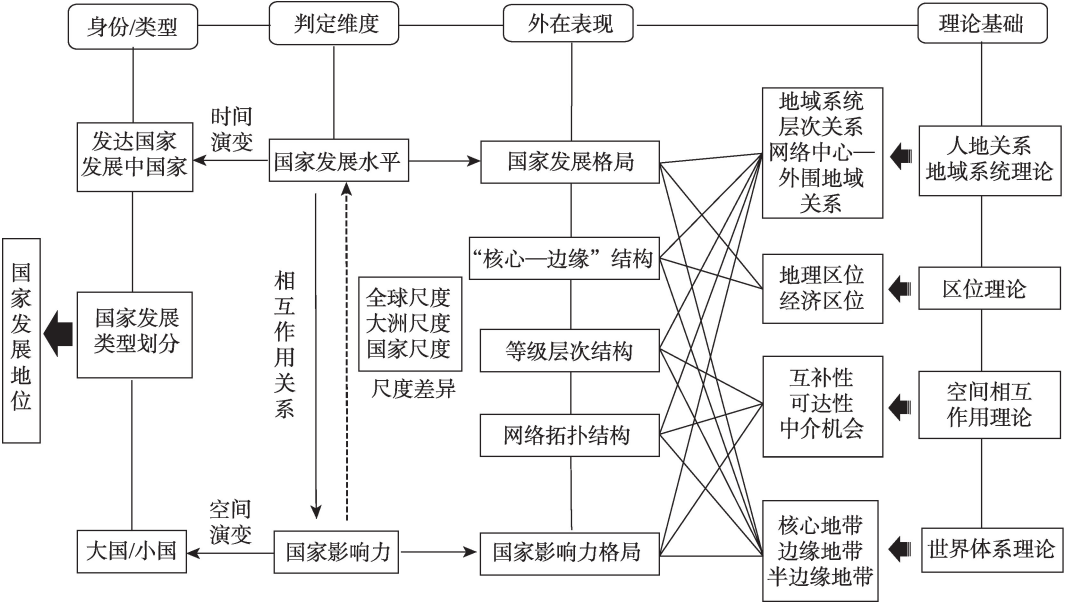 身份/类型
判定维度
外在表现
理论基础
发达国家
发展中国家
时间
演变
国家发展水平
国家发展格局
地域系统
层次关系
网络中心—
外围地域
关系
人地关系
地域系统理论
“核心—边缘”结构
地理区位
经济区位
区位理论
国家发展地位
国家发展
类型划分
相互作用关系
全球尺度
大洲尺度
国家尺度
尺度差异
等级层次结构
网络拓扑结构
互补性
可达性
中介机会
空间相互
作用理论
大国/小国
空间
演变
国家影响力
国家影响力格局
核心地带
边缘地带
半边缘地带
世界体系理论